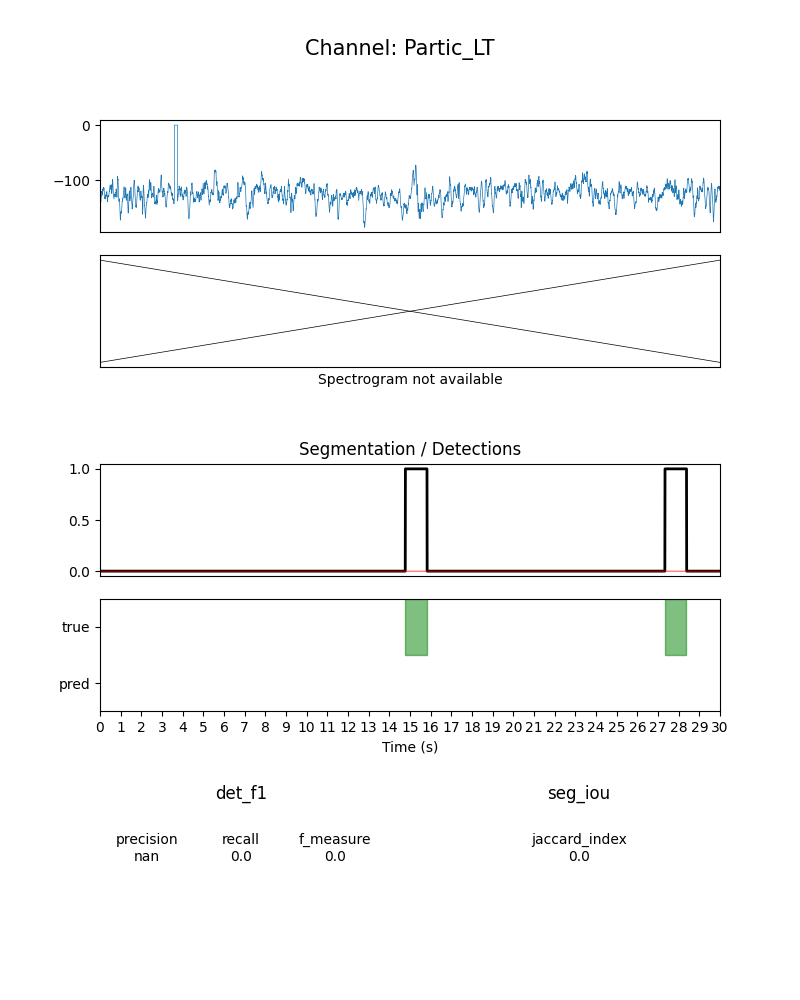 Channel: Partic_LT
0
−100
Spectrogram not available
Segmentation / Detections
1.0
0.5
0.0
true
pred
0 1 2 3 4 5 6 7 8 9 10 11 12 13 14 15 16 17 18 19 20 21 22 23 24 25 26 27 28 29 30
Time (s)
det_f1 seg_iou
precision recall f_measure jaccard_index
nan 0.0 0.0 0.0